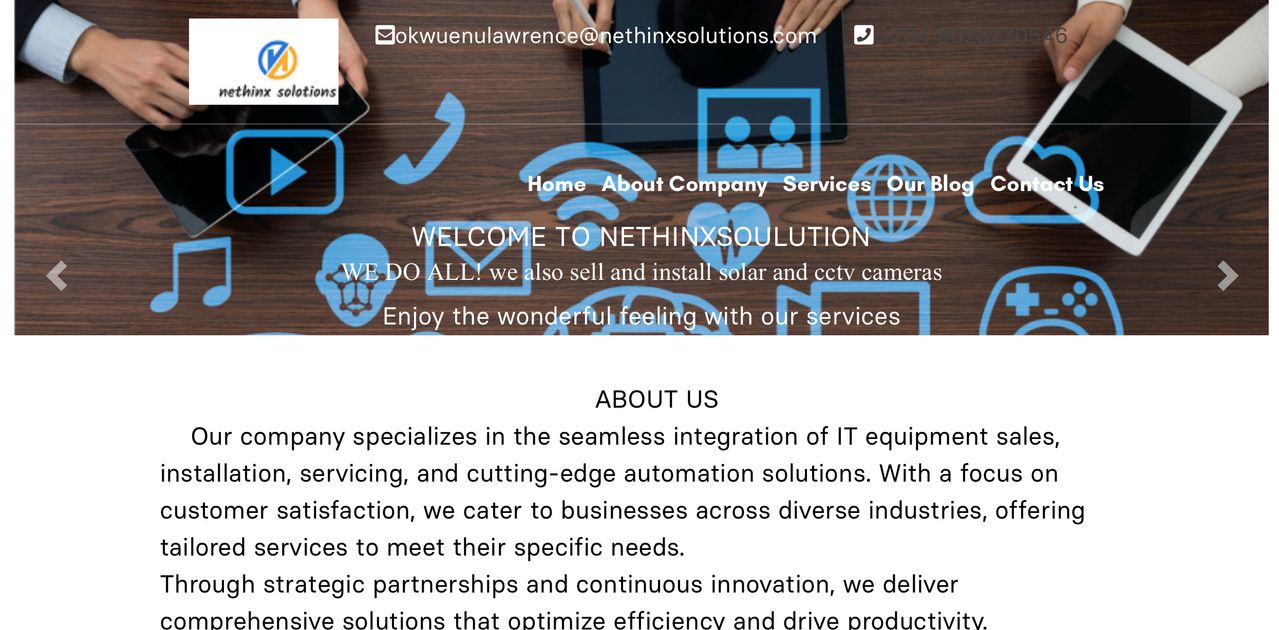 okwuenulawrence@nethinxsolutions.com
nethinx solotions
Home About Company Services Our Blog Contact Us
WELCOME TO NETHINXSOULUTION
WE DO ALL! we also sell and install solar and cctv cameras
Enjoy the wonderful feeling with our services
ABOUT US
Our company specializes in the seamless integration of IT equipment sales,
installation, servicing, and cutting-edge automation solutions. With a focus on
customer satisfaction, we cater to businesses across diverse industries, offering
tailored services to meet their specific needs.
Through strategic partnerships and continuous innovation, we deliver
comprehensive solutions that optimize efficiency and drive productivity.